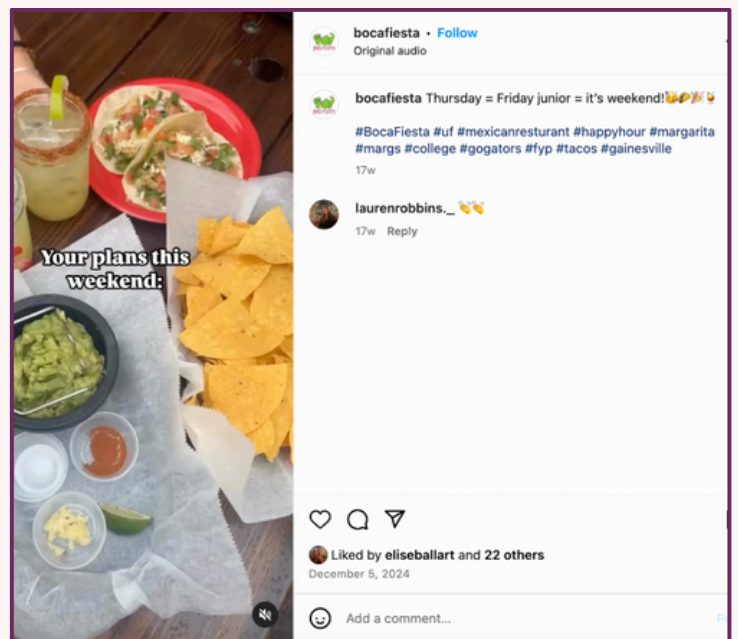 bocafiesta • Follow
Original audio
bocafiesta Thursday = Friday junior = it's weekend!🥳🌮🎉🍹
#BocaFiesta #uf #mexicanresturant #happyhour #margarita
#margs #college #gogators #fyp #tacos #gainesville
17w
laurenrobbins._ 👏👏
17w Reply
Your plans this
weekend:
Liked by eliseballart and 22 others
December 5, 2024
Add a comment...